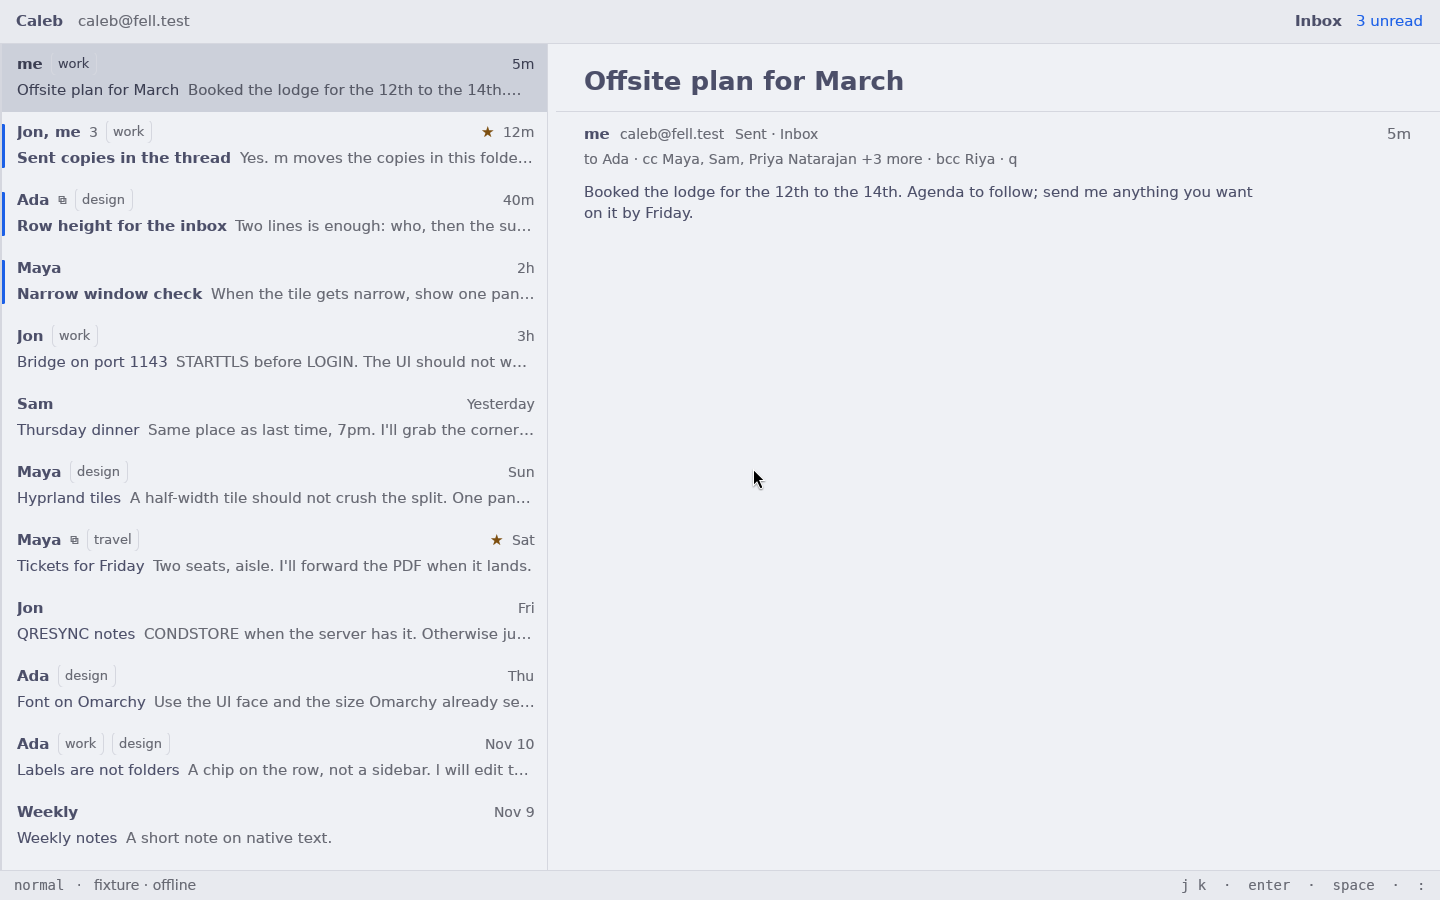 Caleb caleb@fell.test Inbox 3 unread
me work 5m
Offsite plan for March Booked the lodge for the 12th to the 14th....
Jon, me 3 work ★ 12m
Sent copies in the thread Yes. m moves the copies in this folde...
Ada ⧉ design 40m
Row height for the inbox Two lines is enough: who, then the su...
Maya 2h
Narrow window check When the tile gets narrow, show one pan...
Jon work 3h
Bridge on port 1143 STARTTLS before LOGIN. The UI should not w...
Sam Yesterday
Thursday dinner Same place as last time, 7pm. I'll grab the corner...
Maya design Sun
Hyprland tiles A half-width tile should not crush the split. One pan...
Maya ⧉ travel ★ Sat
Tickets for Friday Two seats, aisle. I'll forward the PDF when it lands.
Jon Fri
QRESYNC notes CONDSTORE when the server has it. Otherwise ju...
Ada design Thu
Font on Omarchy Use the UI face and the size Omarchy already se...
Ada work design Nov 10
Labels are not folders A chip on the row, not a sidebar. I will edit t...
Weekly Nov 9
Weekly notes A short note on native text.
Offsite plan for March
me caleb@fell.test Sent · Inbox 5m
to Ada · cc Maya, Sam, Priya Natarajan +3 more · bcc Riya · q
Booked the lodge for the 12th to the 14th. Agenda to follow; send me anything you want
on it by Friday.
normal · fixture · offline j k · enter · space · :